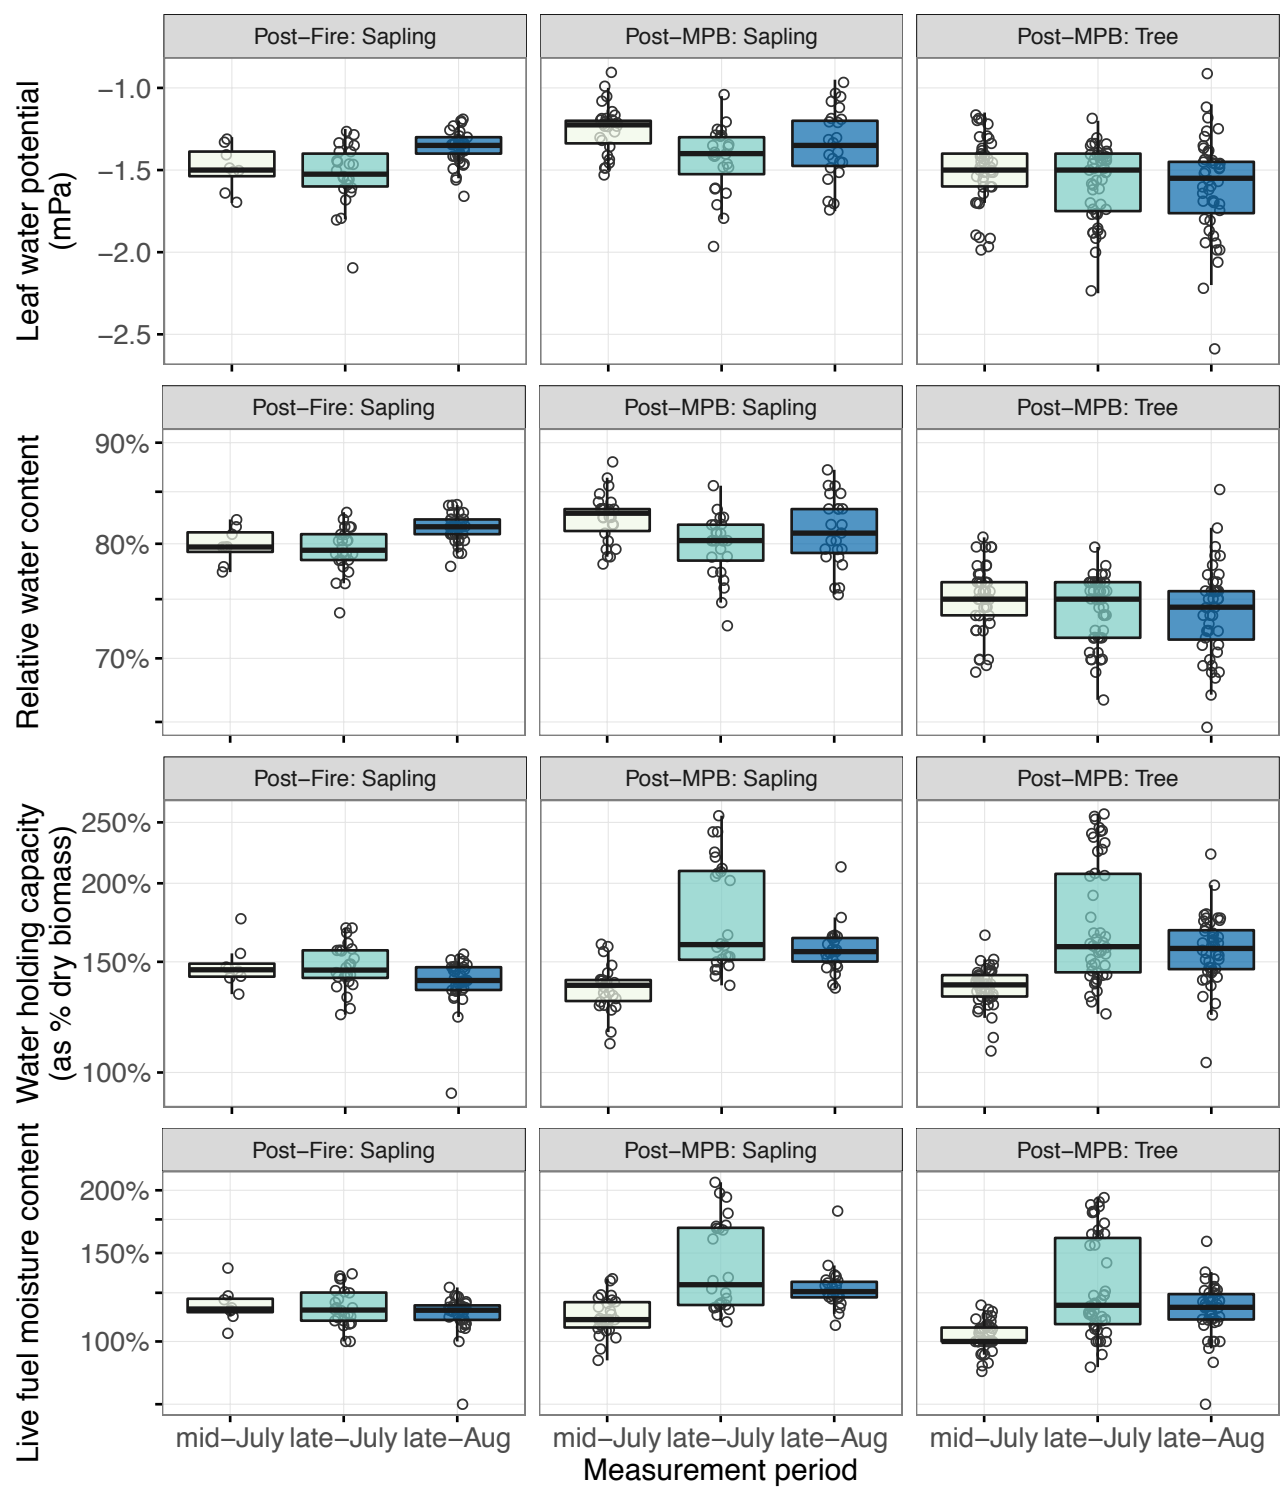 Post−Fire: Sapling
Post−MPB: Sapling
Post−MPB: Tree
Leaf water potential
(mPa)
−1.0
−1.5
−2.0
−2.5
Post−Fire: Sapling
Post−MPB: Sapling
Post−MPB: Tree
Relative water content
90%
80%
70%
Post−Fire: Sapling
Post−MPB: Sapling
Post−MPB: Tree
Water holding capacity
(as % dry biomass)
250%
200%
150%
100%
Post−Fire: Sapling
Post−MPB: Sapling
Post−MPB: Tree
Live fuel moisture content
200%
150%
100%
mid−July late−July late−Aug
mid−July late−July late−Aug
mid−July late−July late−Aug
Measurement period